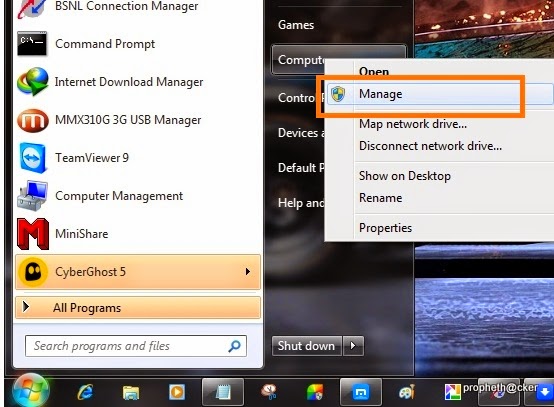 BSNL Connection Manager
Command Prompt
Internet Download Manager
MMX310G 3G USB Manager
TeamViewer 9
Computer Management
MiniShare
CyberGhost 5
All Programs
Search programs and files
Games
Compute
Control
Devices a
Default P
Help and
Shut down
Open
Manage
Map network drive...
Disconnect network drive...
Show on Desktop
Rename
Properties
propheth@cker